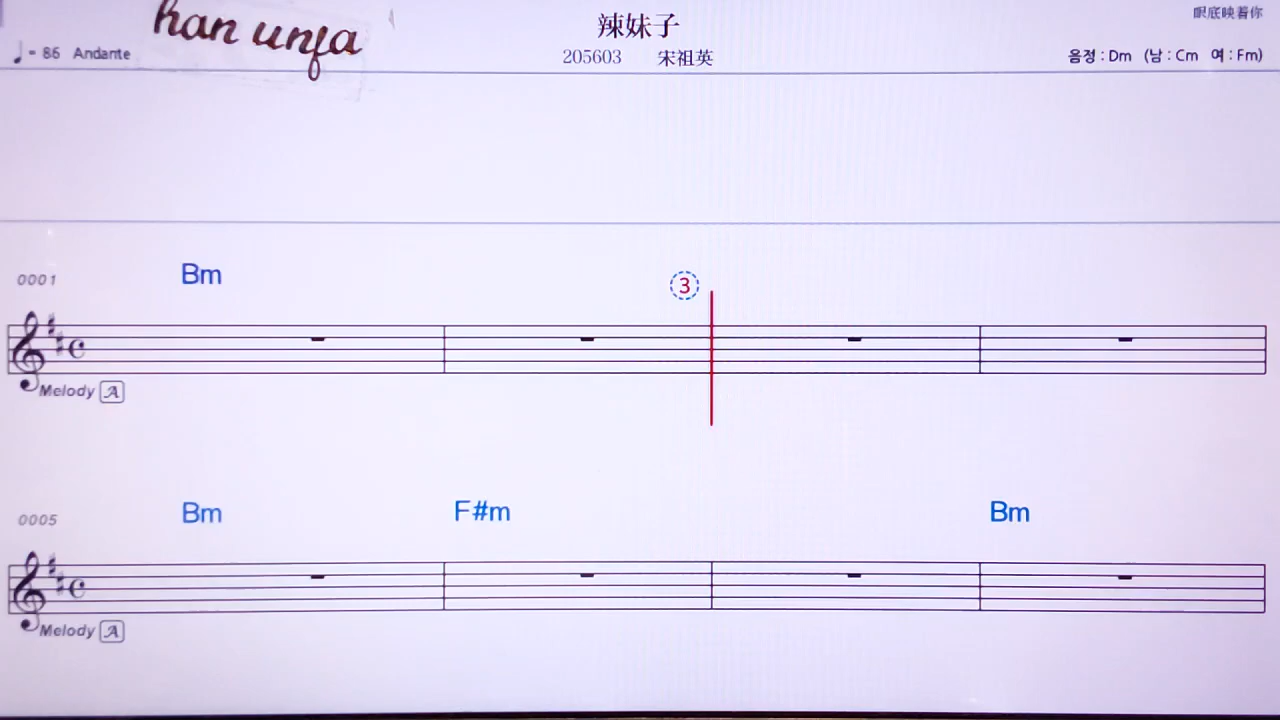 han unfa
辣妹子
眼底映着你
♩= 86 Andante
205603 宋祖英
음정 : Dm (남 : Cm 여 : Fm)
0001 Bm
3
Melody A
0005 Bm F#m Bm
Melody A